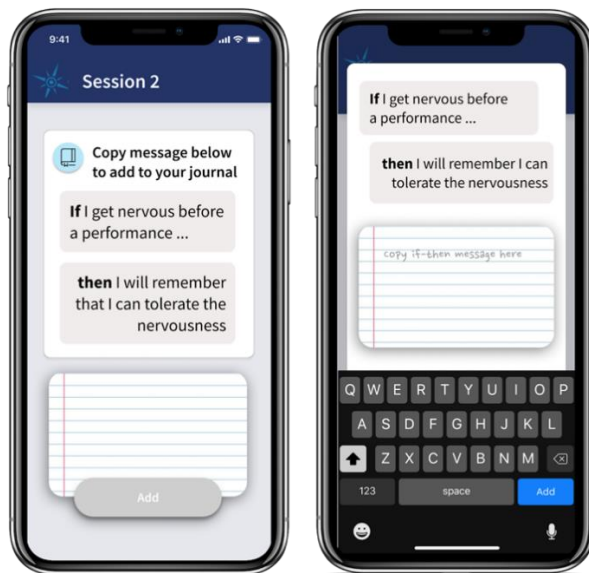 9:41
Session 2
Copy message below
to add to your journal
If I get nervous before
a performance ...
then I will remember
that I can tolerate the
nervousness
Add
If I get nervous before
a performance ...
then I will remember I can
tolerate the nervousness
copy if-then message here
Q W E R T Y U I O P
A S D F G H J K L
Z X C V B N M
123 space Add